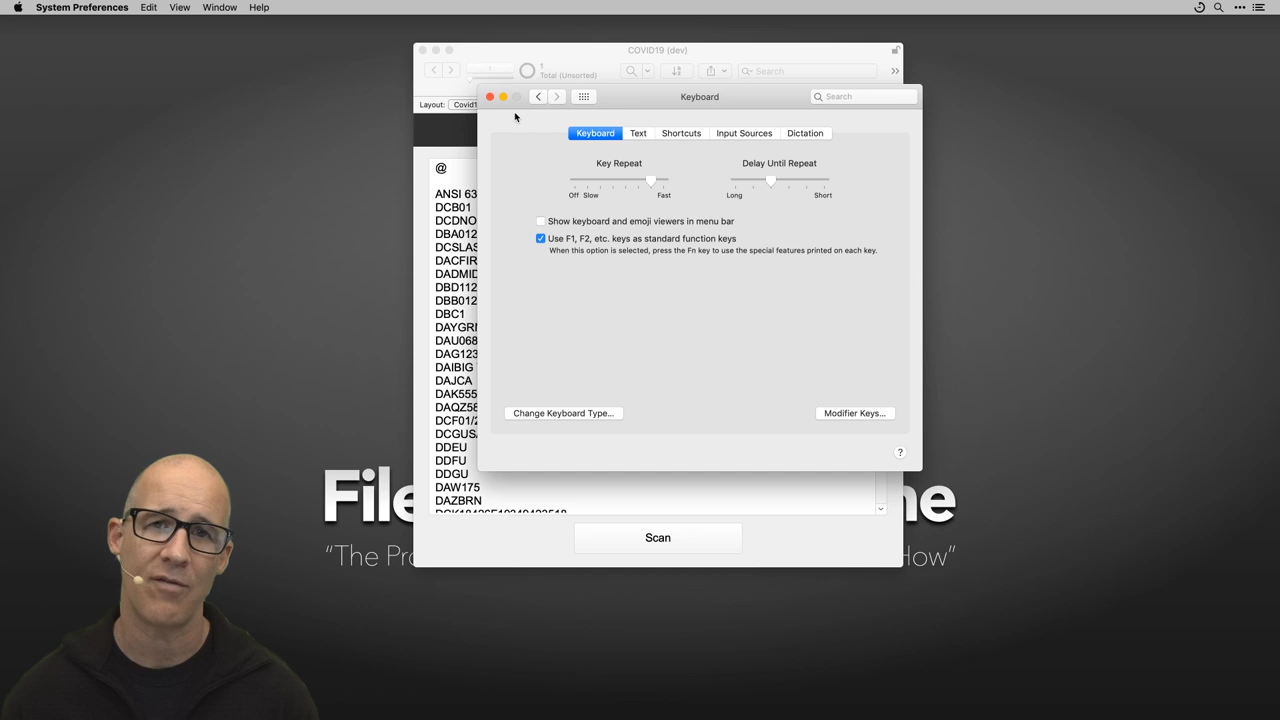 System Preferences Edit View Window Help
COVID19 (dev)
1
1
Total (Unsorted)
Search
Layout: Covid1
Keyboard
Search
Keyboard Text Shortcuts Input Sources Dictation
Key Repeat
Delay Until Repeat
Off Slow Fast
Long Short
Show keyboard and emoji viewers in menu bar
Use F1, F2, etc. keys as standard function keys
When this option is selected, press the Fn key to use the special features printed on each key.
Change Keyboard Type...
Modifier Keys...
?
@
ANSI 63
DCB01
DCDNO
DBA012
DCSLAS
DACFIR
DADMID
DBD112
DBB012
DBC1
DAYGRN
DAU068
DAG123
DAIBIG
DAJCA
DAK555
DAQZ58
DCF01/2
DCGUSA
DDEU
DDFU
DDGU
DAW175
DAZBRN
Scan
File
ne
“The Pro
How”